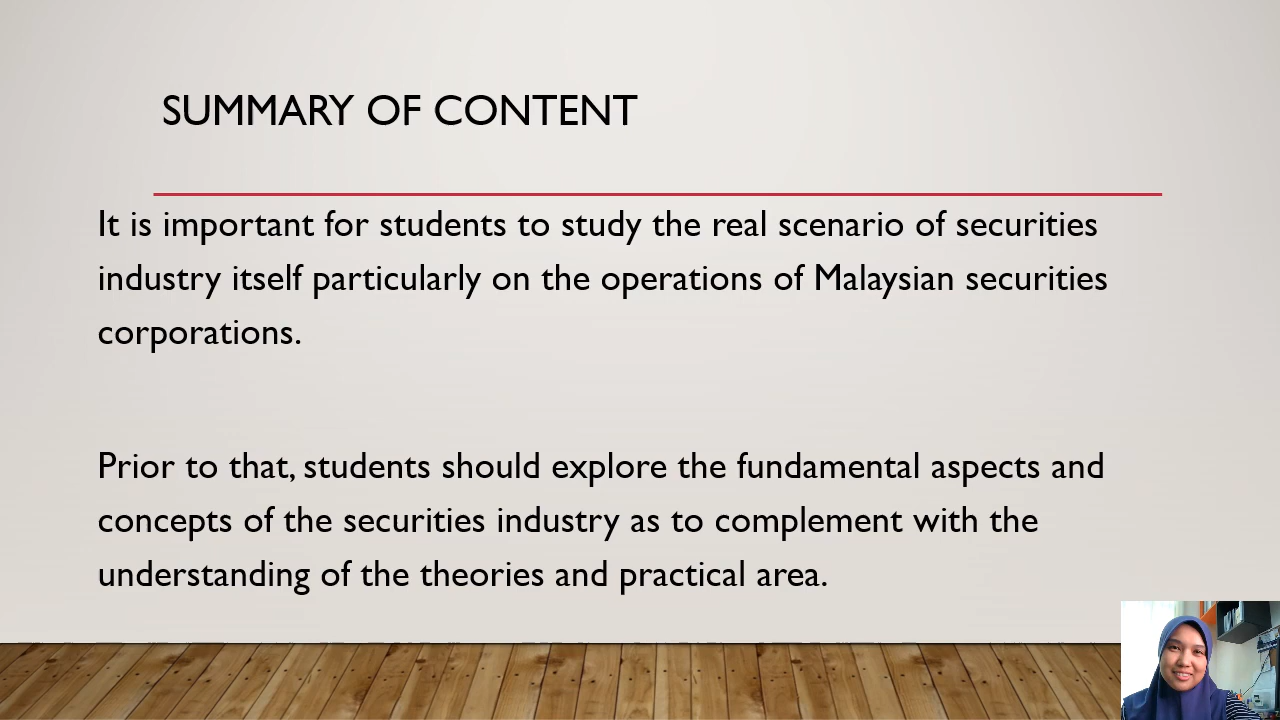 SUMMARY OF CONTENT
It is important for students to study the real scenario of securities
industry itself particularly on the operations of Malaysian securities
corporations.
Prior to that, students should explore the fundamental aspects and
concepts of the securities industry as to complement with the
understanding of the theories and practical area.